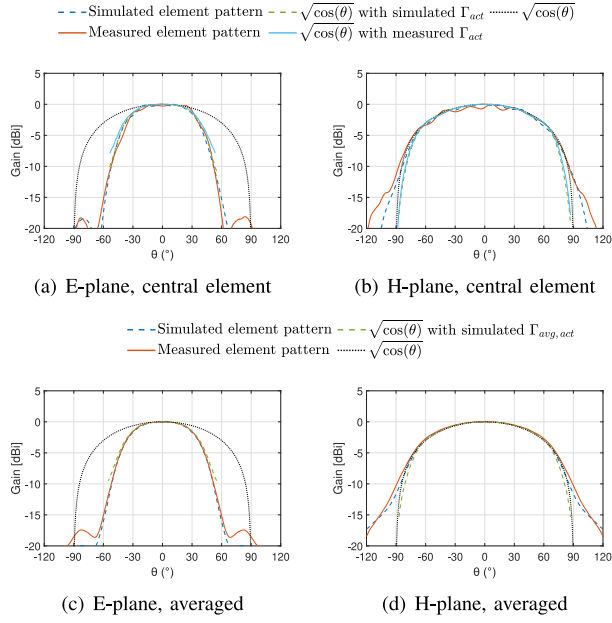 Simulated element pattern √cos(θ) with simulated Γact √cos(θ)
Measured element pattern √cos(θ) with measured Γact
5
0
-5
-10
-15
-20
Gain [dBi]
-120 -90 -60 -30 0 30 60 90 120
θ (°)
(a) E-plane, central element
5
0
-5
-10
-15
-20
Gain [dBi]
-120 -90 -60 -30 0 30 60 90 120
θ (°)
(b) H-plane, central element
Simulated element pattern √cos(θ) with simulated Γavg,act
Measured element pattern √cos(θ)
5
0
-5
-10
-15
-20
Gain [dBi]
-120 -90 -60 -30 0 30 60 90 120
θ (°)
(c) E-plane, averaged
5
0
-5
-10
-15
-20
Gain [dBi]
-120 -90 -60 -30 0 30 60 90 120
θ (°)
(d) H-plane, averaged